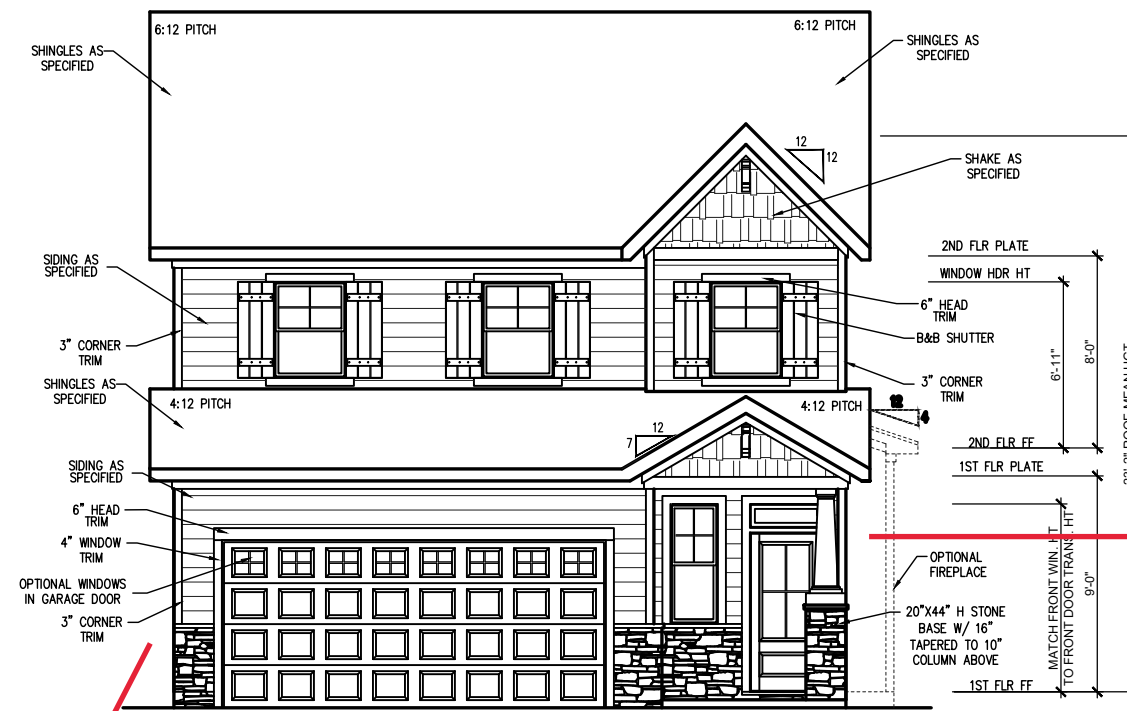 6:12 PITCH
6:12 PITCH
SHINGLES AS
SPECIFIED
SHINGLES AS
SPECIFIED
12
12
SHAKE AS
SPECIFIED
2ND FLR PLATE
SIDING AS
SPECIFIED
WINDOW HDR HT
6" HEAD
TRIM
B&B SHUTTER
3" CORNER
TRIM
6'-11"
8'-0"
SHINGLES AS
SPECIFIED
3" CORNER
TRIM
4:12 PITCH
4:12 PITCH
12
4
12
7
2ND FLR FF
1ST FLR PLATE
SIDING AS
SPECIFIED
6" HEAD
TRIM
4" WINDOW
TRIM
OPTIONAL WINDOWS
IN GARAGE DOOR
3" CORNER
TRIM
OPTIONAL
FIREPLACE
20"X44" H STONE
BASE W/ 16"
TAPERED TO 10"
COLUMN ABOVE
MATCH FRONT WIN. HT
TO FRONT DOOR TRANS. HT
9'-0"
1ST FLR FF